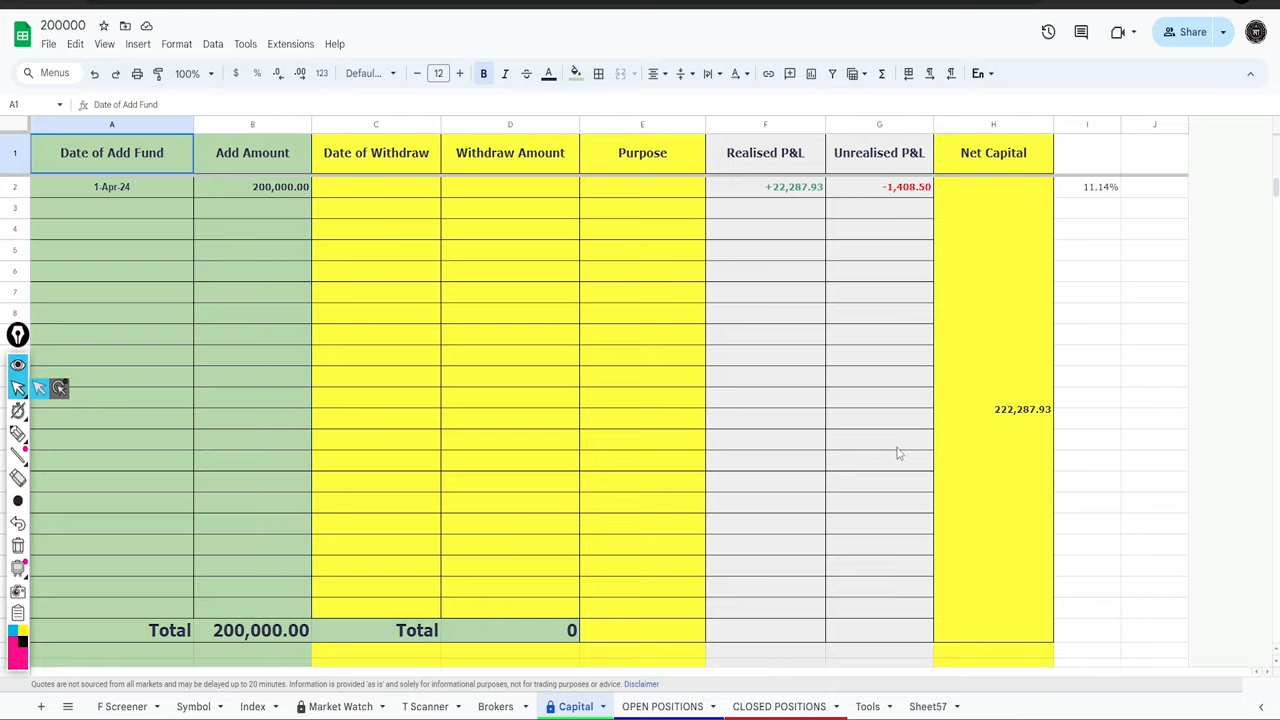 200000
File Edit View Insert Format Data Tools Extensions Help
Share
Menus 100% $ % .0 .00 123 Defaul... − 12 + B I A Σ En
A1 fx Date of Add Fund
A B C D E F G H I J
1 Date of Add Fund Add Amount Date of Withdraw Withdraw Amount Purpose Realised P&L Unrealised P&L Net Capital
2 1-Apr-24 200,000.00 +22,287.93 -1,408.50 11.14%
3
4
5
6
7
8
222,287.93
Total 200,000.00 Total 0
Quotes are not sourced from all markets and may be delayed up to 20 minutes. Information is provided 'as is' and solely for informational purposes, not for trading purposes or advice. Disclaimer
F Screener Symbol Index Market Watch T Scanner Brokers Capital OPEN POSITIONS CLOSED POSITIONS Tools Sheet57